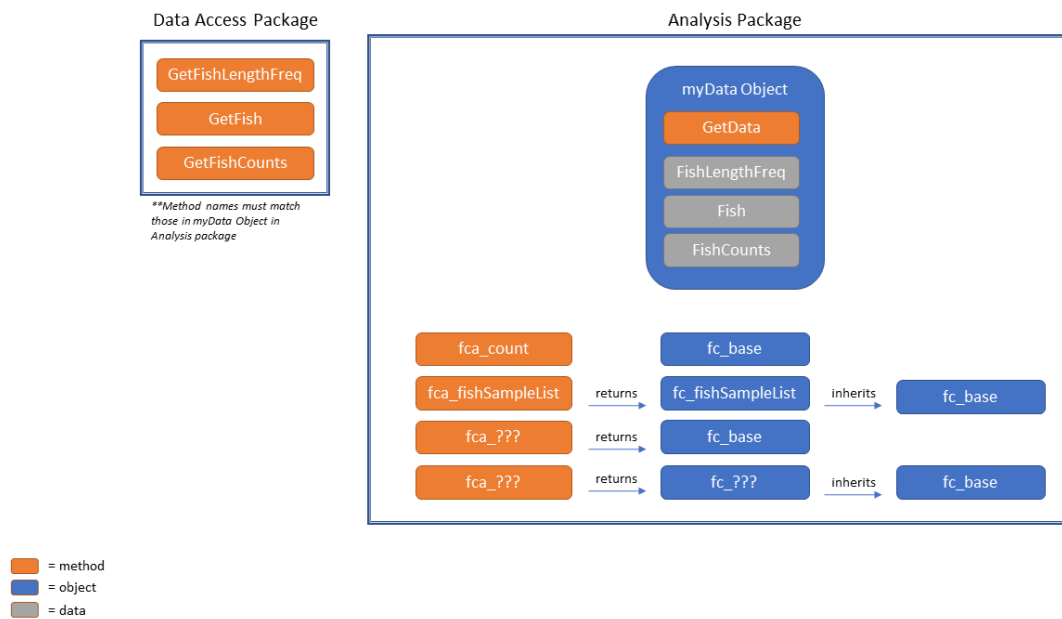 Data Access Package
GetFishLengthFreq
GetFish
GetFishCounts
**Method names must match
those in myData Object in
Analysis package
Analysis Package
myData Object
GetData
FishLengthFreq
Fish
FishCounts
fca_count
fc_base
fca_fishSampleList
returns
fc_fishSampleList
inherits
fc_base
fca_???
returns
fc_base
fca_???
returns
fc_???
inherits
fc_base
= method
= object
= data